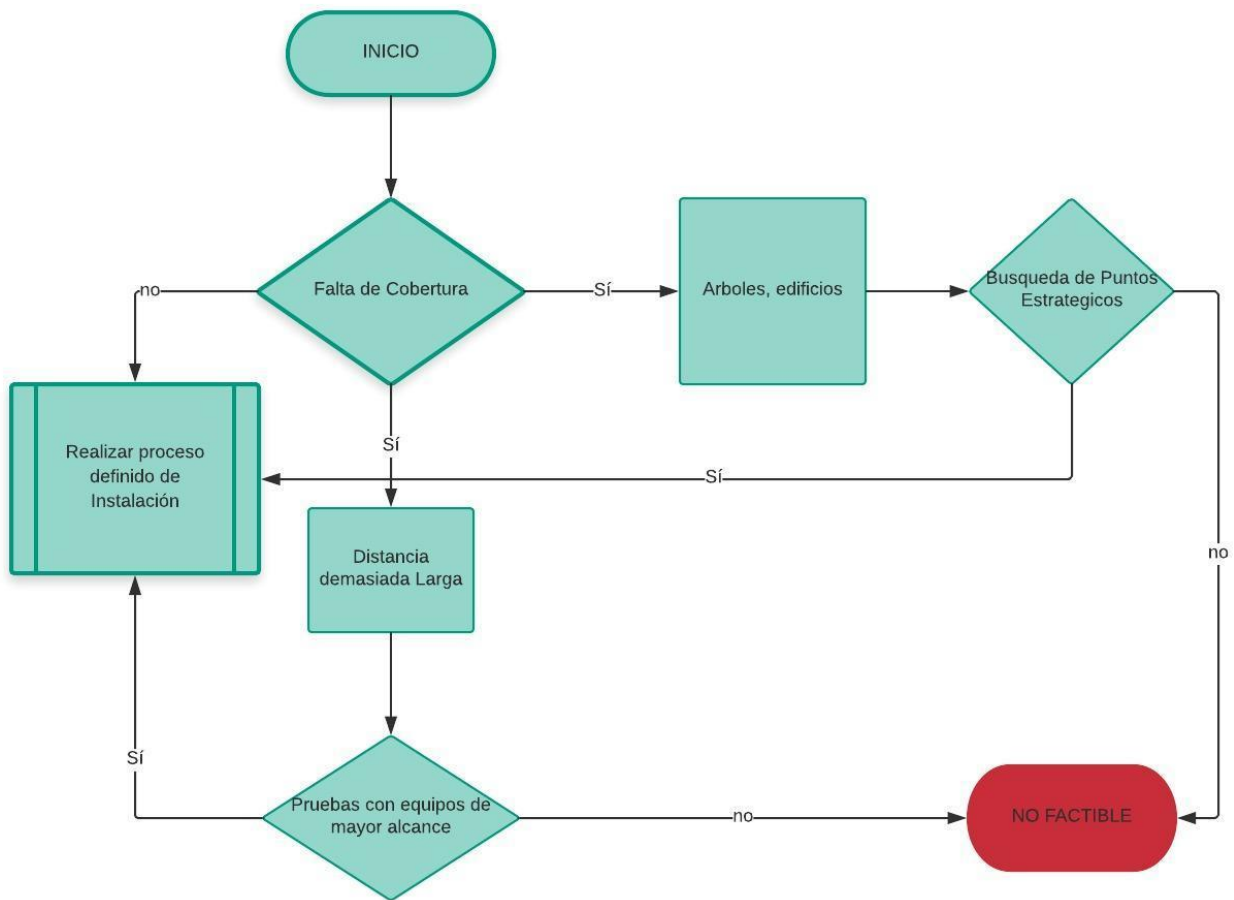 INICIO
Falta de Cobertura
no
Sí
Arboles, edificios
Busqueda de Puntos
Estrategicos
Realizar proceso
definido de
Instalación
Sí
Sí
no
Distancia
demasiada Larga
Sí
Pruebas con equipos de
mayor alcance
no
NO FACTIBLE